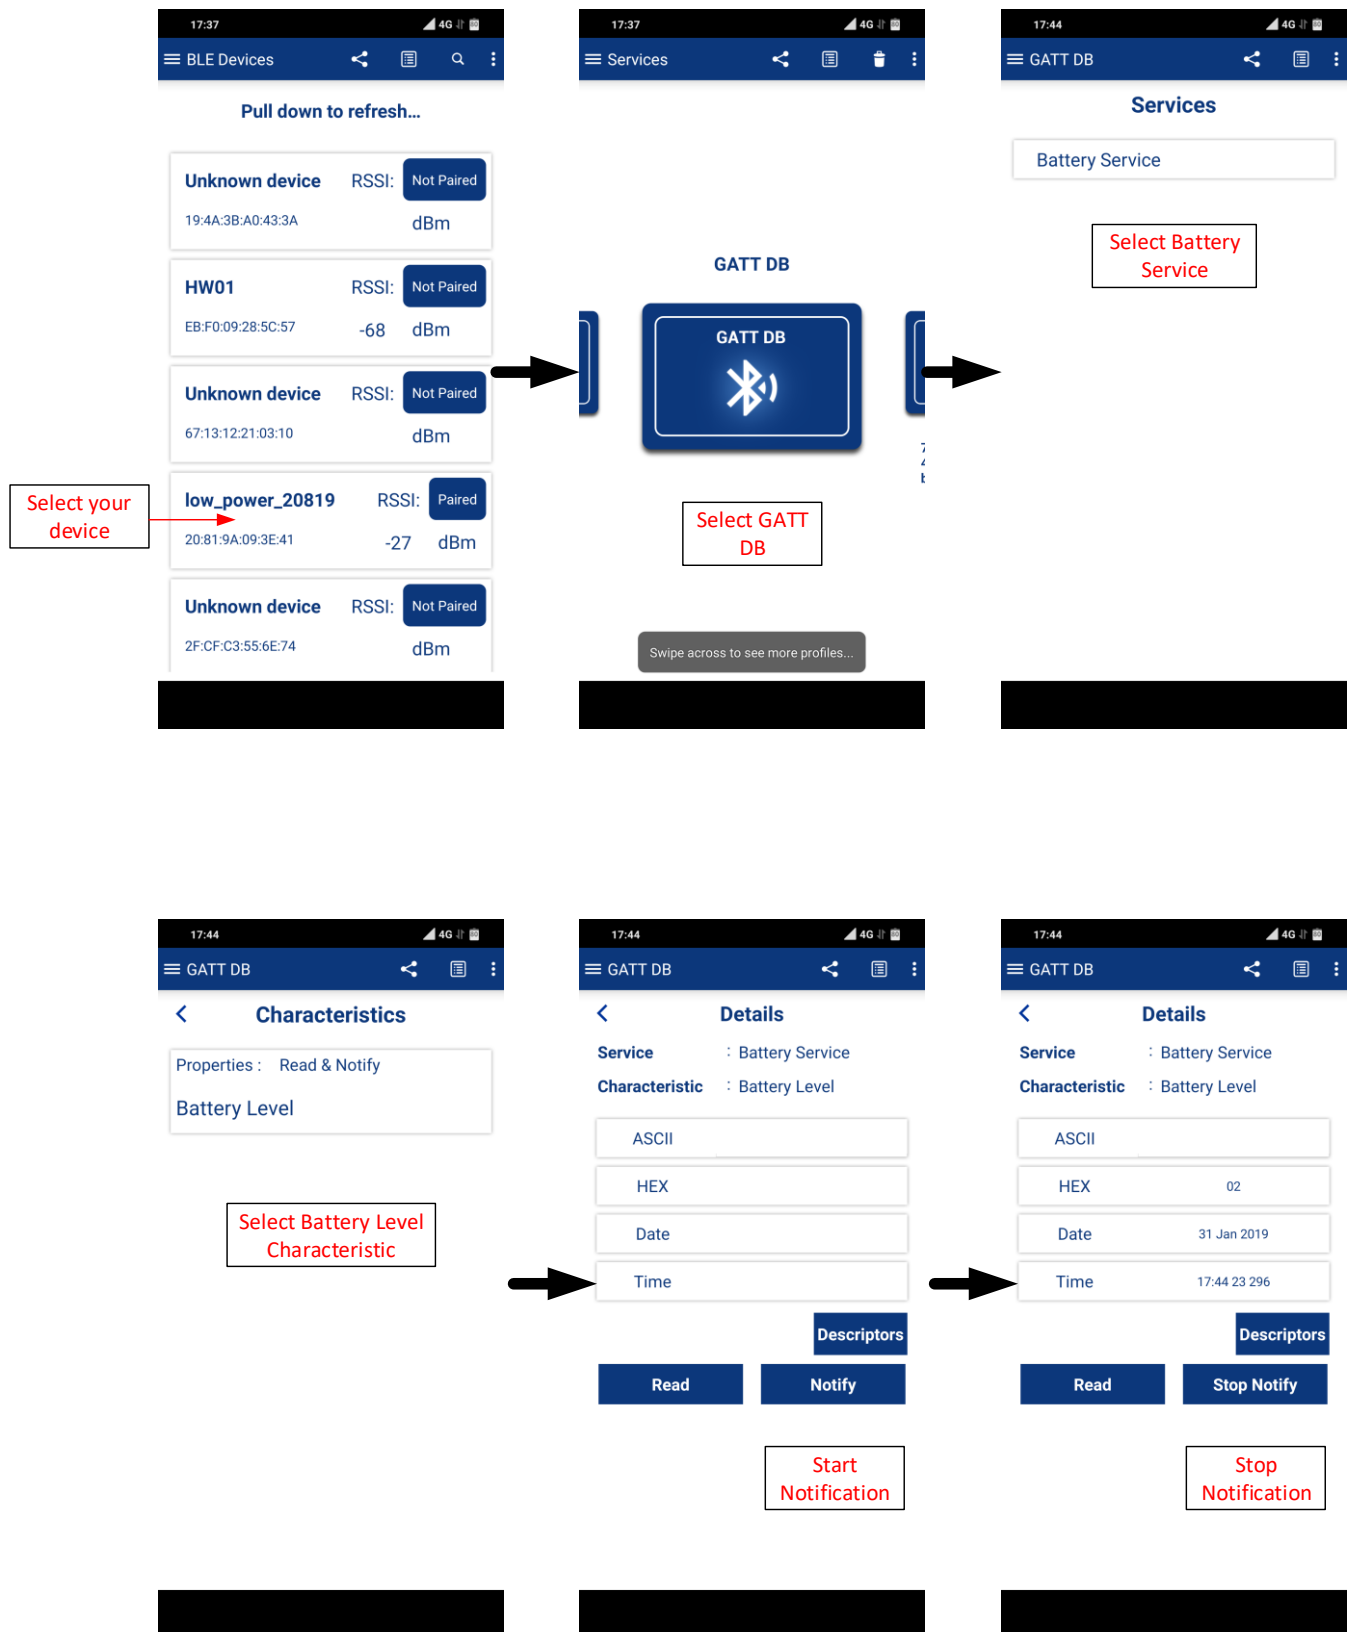 17:37
4G
BLE Devices
Pull down to refresh...
Unknown device RSSI: Not Paired
19:4A:3B:A0:43:3A dBm
HW01 RSSI: Not Paired
EB:F0:09:28:5C:57 -68 dBm
Unknown device RSSI: Not Paired
67:13:12:21:03:10 dBm
Select your
device
low_power_20819 RSSI: Paired
20:81:9A:09:3E:41 -27 dBm
Unknown device RSSI: Not Paired
2F:CF:C3:55:6E:74 dBm
17:37
4G
Services
GATT DB
GATT DB
Select GATT
DB
Swipe across to see more profiles...
17:44
4G
GATT DB
Services
Battery Service
Select Battery
Service
17:44
4G
GATT DB
Characteristics
Properties : Read & Notify
Battery Level
Select Battery Level
Characteristic
17:44
4G
GATT DB
Details
Service : Battery Service
Characteristic : Battery Level
ASCII
HEX
Date
Time
Descriptors
Read Notify
Start
Notification
17:44
4G
GATT DB
Details
Service : Battery Service
Characteristic : Battery Level
ASCII
HEX 02
Date 31 Jan 2019
Time 17:44 23 296
Descriptors
Read Stop Notify
Stop
Notification